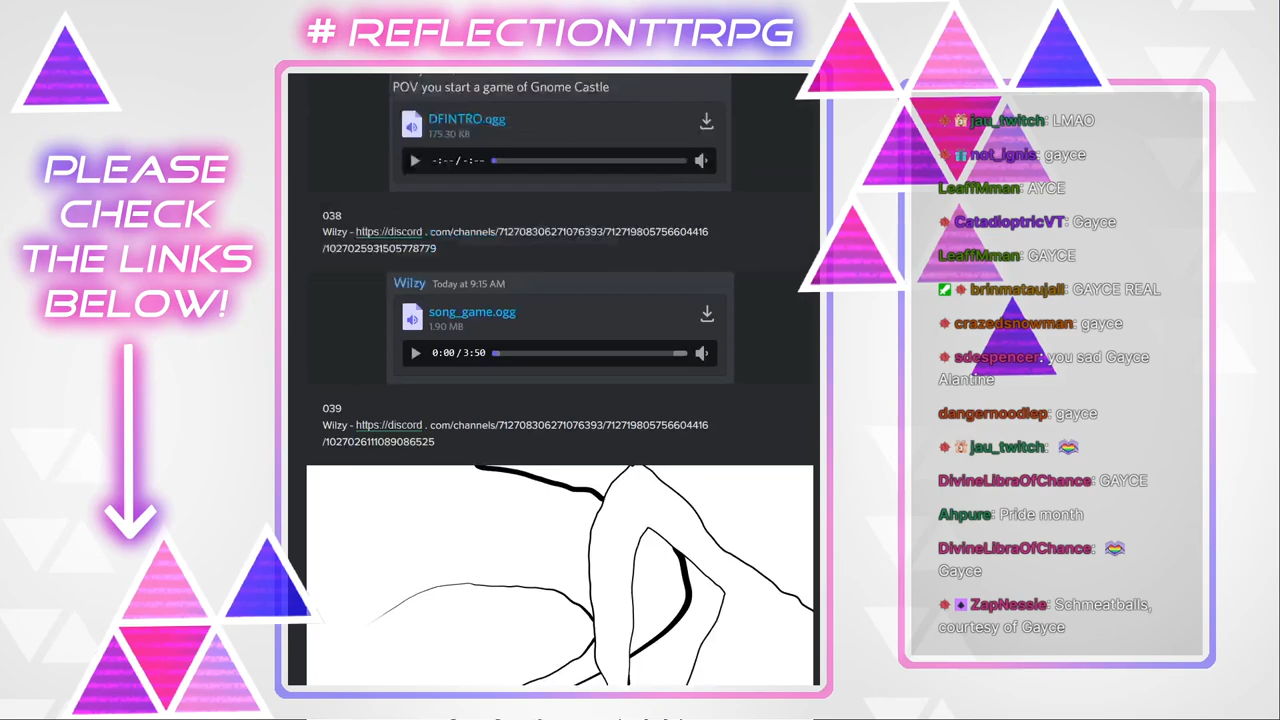 # REFLECTIONTTRPG
PLEASE
CHECK
THE LINKS
BELOW!
POV you start a game of Gnome Castle
DFINTRO.ogg
175.30 KB
-:-- / -:--
038
Wilzy - https://discord . com/channels/712708306271076393/712719805756604416
/1027025931505778779
Wilzy Today at 9:15 AM
song_game.ogg
1.90 MB
0:00 / 3:50
039
Wilzy - https://discord . com/channels/712708306271076393/712719805756604416
/1027026111089086525
jau_twitch: LMAO
not_ignis: gayce
LeaffMman: AYCE
CatadioptricVT: Gayce
LeaffMman: GAYCE
brinmataujali: GAYCE REAL
crazedsnowman: gayce
sdespencer: you sad Gayce
Alantine
dangernoodlep: gayce
jau_twitch:
DivineLibraOfChance: GAYCE
Ahpure: Pride month
DivineLibraOfChance:
Gayce
ZapNessie: Schmeatballs,
courtesy of Gayce